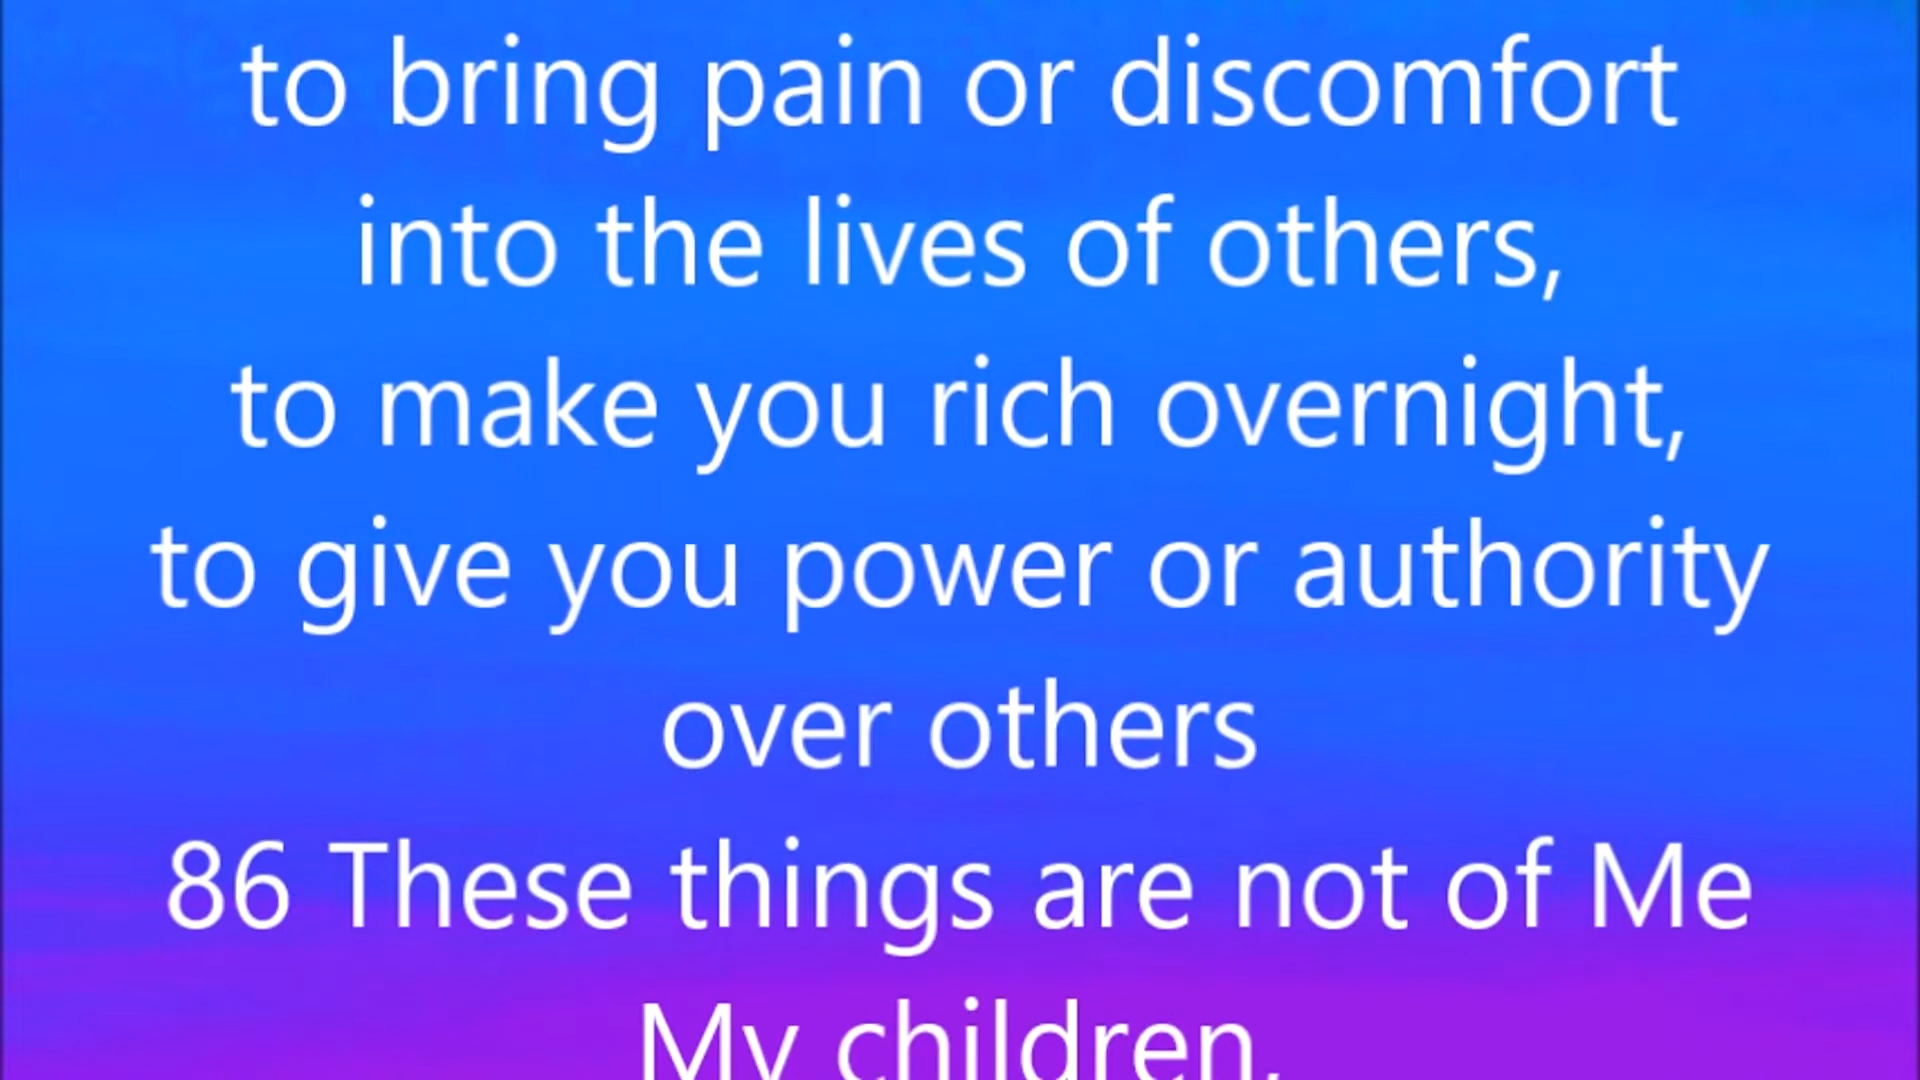 to bring pain or discomfort
into the lives of others,
to make you rich overnight,
to give you power or authority
over others
86 These things are not of Me
My children,